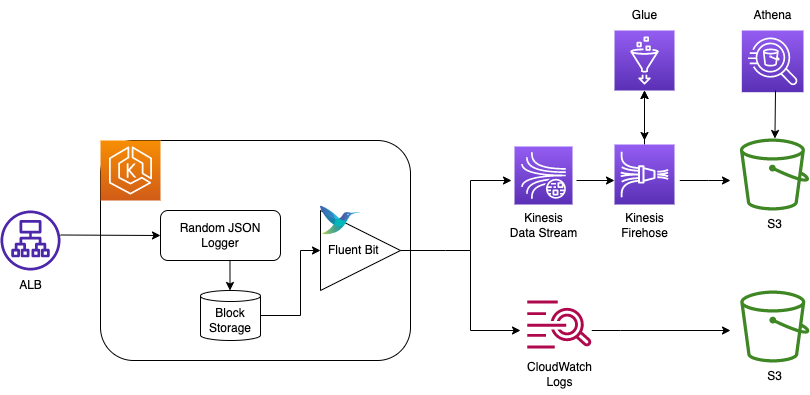 Glue
Athena
K
Random JSON
Logger
Fluent Bit
Kinesis
Data Stream
Kinesis
Firehose
S3
ALB
Block
Storage
CloudWatch
Logs
S3